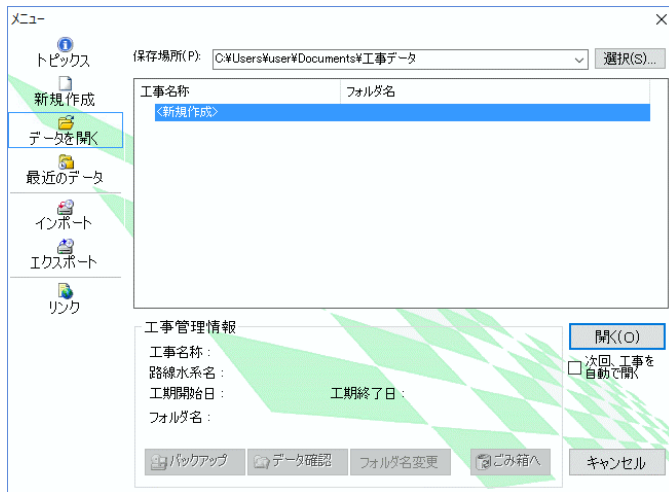 メニュー
トピックス
新規作成
データを開く
最近のデータ
インポート
エクスポート
リンク
保存場所(P):
C:¥Users¥user¥Documents¥工事データ
選択(S)...
工事名称 フォルダ名
<新規作成>
工事管理情報
工事名称 :
路線水系名 :
工期開始日 : 工期終了日 :
フォルダ名 :
バックアップ データ確認 フォルダ名変更 ごみ箱へ
開く(O)
次回、工事を
自動で開く
キャンセル